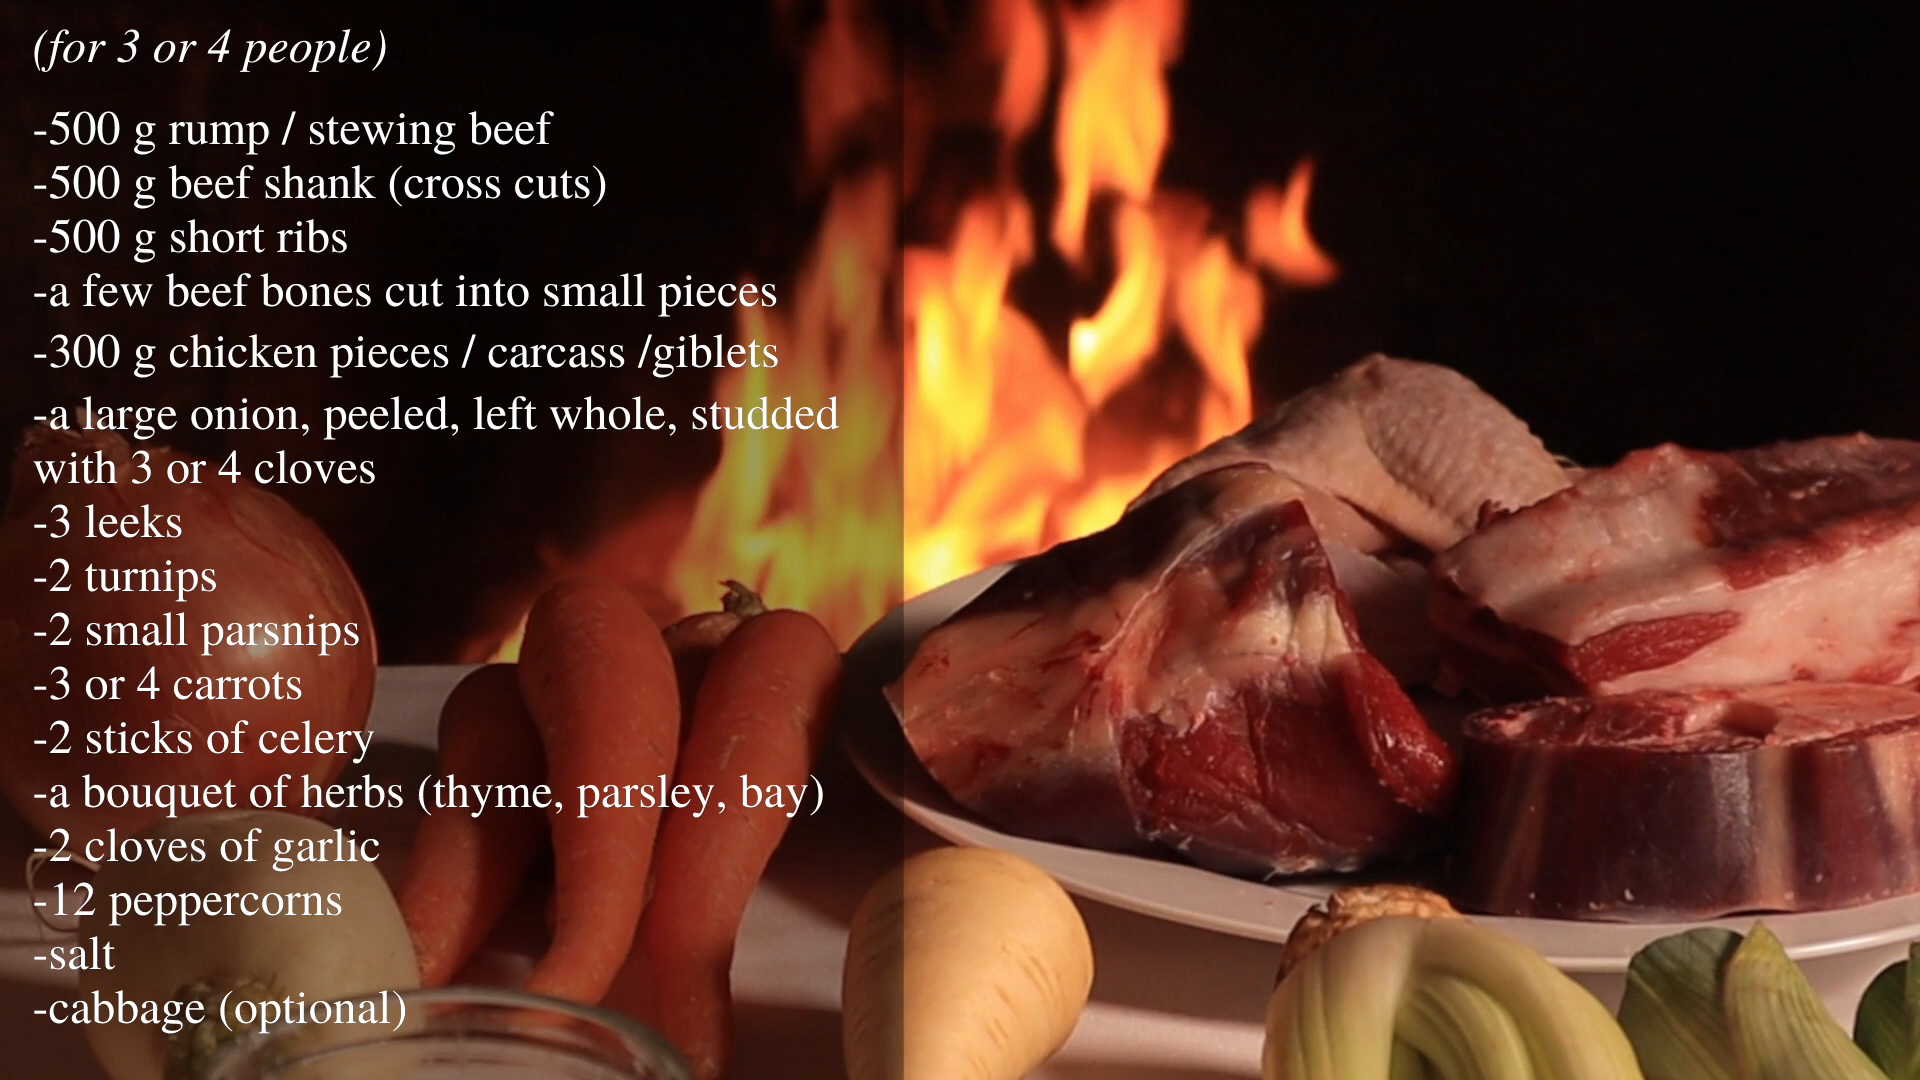 (for 3 or 4 people)
-500 g rump / stewing beef
-500 g beef shank (cross cuts)
-500 g short ribs
-a few beef bones cut into small pieces
-300 g chicken pieces / carcass /giblets
-a large onion, peeled, left whole, studded
with 3 or 4 cloves
-3 leeks
-2 turnips
-2 small parsnips
-3 or 4 carrots
-2 sticks of celery
-a bouquet of herbs (thyme, parsley, bay)
-2 cloves of garlic
-12 peppercorns
-salt
-cabbage (optional)